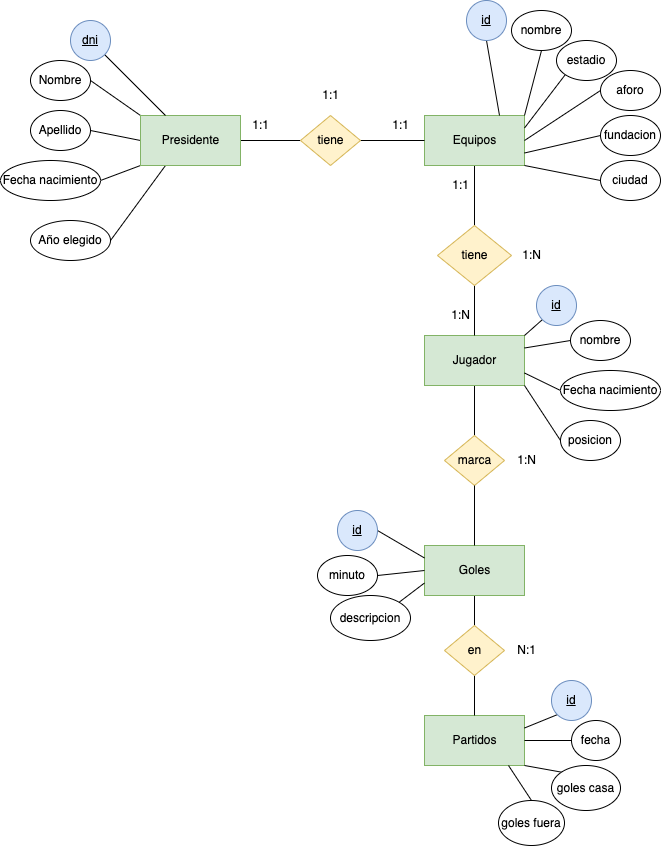 dni
Nombre
Apellido
Fecha nacimiento
Año elegido
Presidente
1:1
1:1
tiene
1:1
Equipos
id
nombre
estadio
aforo
fundacion
ciudad
1:1
tiene
1:N
1:N
Jugador
id
nombre
Fecha nacimiento
posicion
marca
1:N
id
minuto
descripcion
Goles
en
N:1
Partidos
id
fecha
goles casa
goles fuera